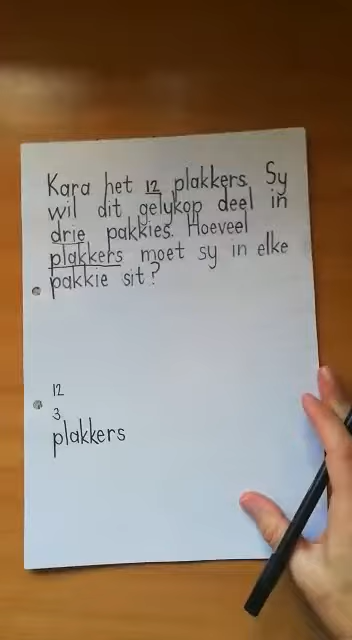 Kara het 12 plakkers. Sy
wil dit gelykop deel in
drie pakkies. Hoeveel
plakkers moet sy in elke
pakkie sit?
12
3
plakkers